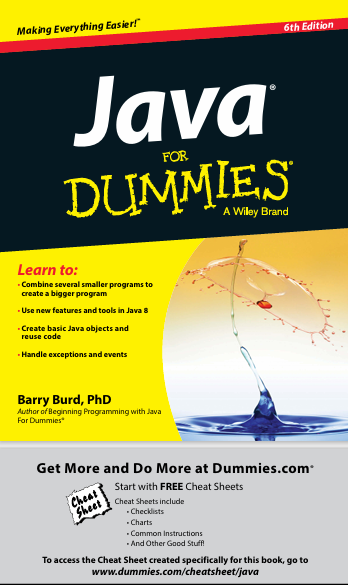 Making Everything Easier!™
6th Edition
Java®
FOR
DUMMIES®
A Wiley Brand
Learn to:
• Combine several smaller programs to
create a bigger program
• Use new features and tools in Java 8
• Create basic Java objects and
reuse code
• Handle exceptions and events
Barry Burd, PhD
Author of Beginning Programming with Java
For Dummies®
Get More and Do More at Dummies.com®
Start with FREE Cheat Sheets
Cheat
Sheet
Cheat Sheets include
• Checklists
• Charts
• Common Instructions
• And Other Good Stuff!
To access the Cheat Sheet created specifically for this book, go to
www.dummies.com/cheatsheet/java